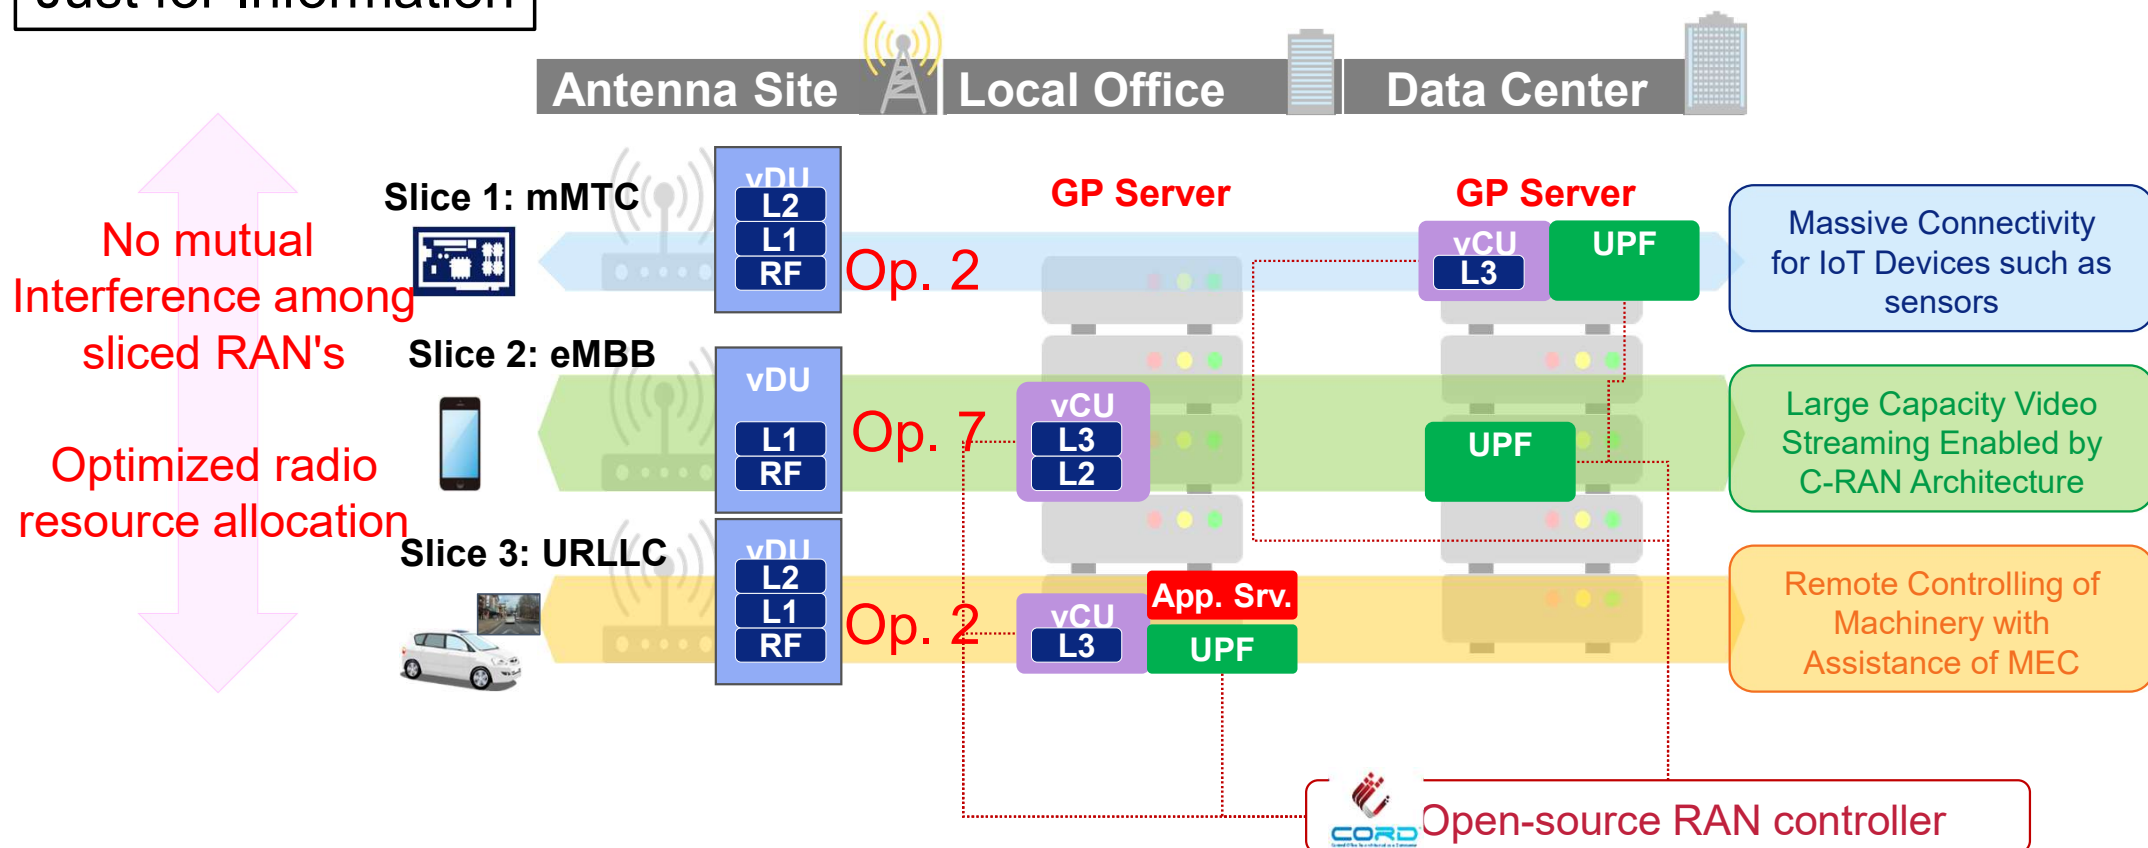 Just for Information
Antenna Site
Local Office
Data Center
Slice 1: mMTC
vDU
L2
L1
RF
Op. 2
GP Server
GP Server
vCU
L3
UPF
Massive Connectivity
for IoT Devices such as
sensors
No mutual
Interference among
sliced RAN's
Optimized radio
resource allocation
Slice 2: eMBB
vDU
L1
RF
Op. 7
vCU
L3
L2
UPF
Large Capacity Video
Streaming Enabled by
C-RAN Architecture
Slice 3: URLLC
vDU
L2
L1
RF
Op. 2
vCU
L3
App. Srv.
UPF
Remote Controlling of
Machinery with
Assistance of MEC
CORD
Open-source RAN controller